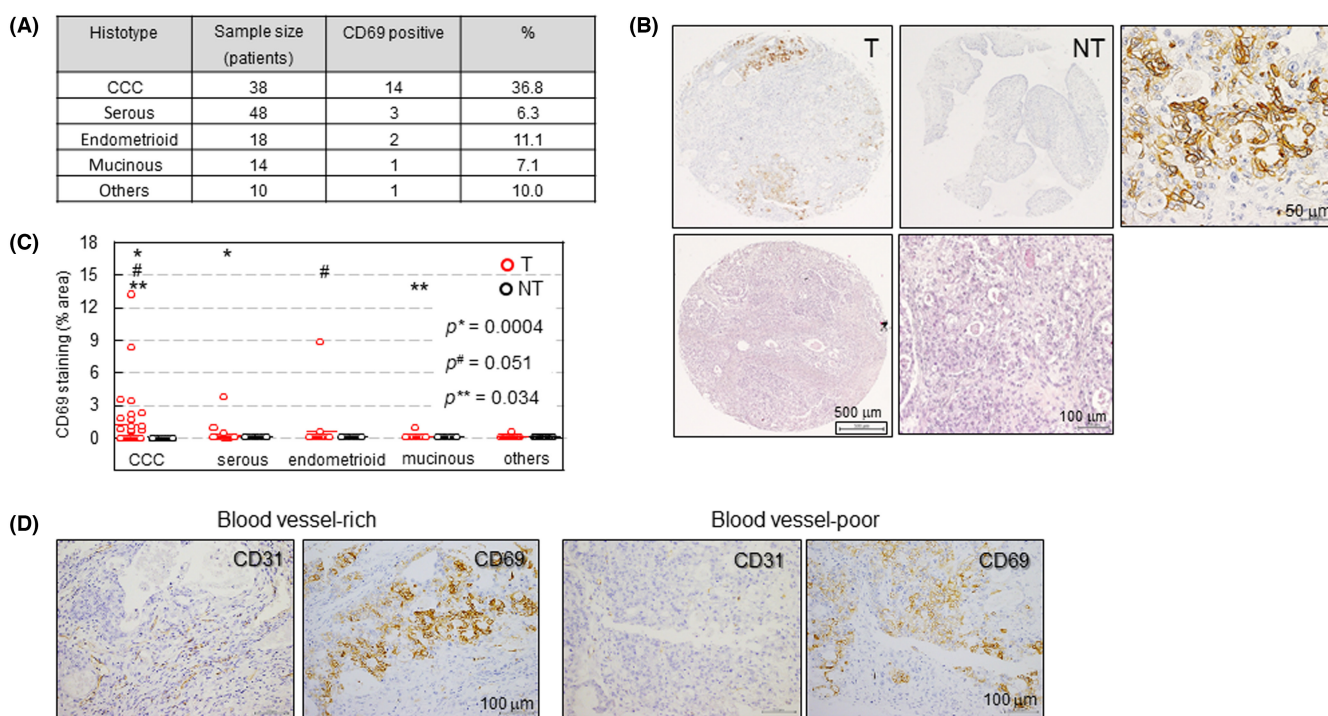 (A)
Histotype Sample size (patients) CD69 positive %
CCC 38 14 36.8
Serous 48 3 6.3
Endometrioid 18 2 11.1
Mucinous 14 1 7.1
Others 10 1 10.0
(B)
T
NT
50 µm
500 µm
100 µm
(C)
CD69 staining (% area)
18
15
12
9
6
3
0
*
#
**
*
#
**
T
NT
p* = 0.0004
p# = 0.051
p** = 0.034
CCC serous endometrioid mucinous others
(D)
Blood vessel-rich
Blood vessel-poor
CD31
CD69
100 µm
CD31
CD69
100 µm